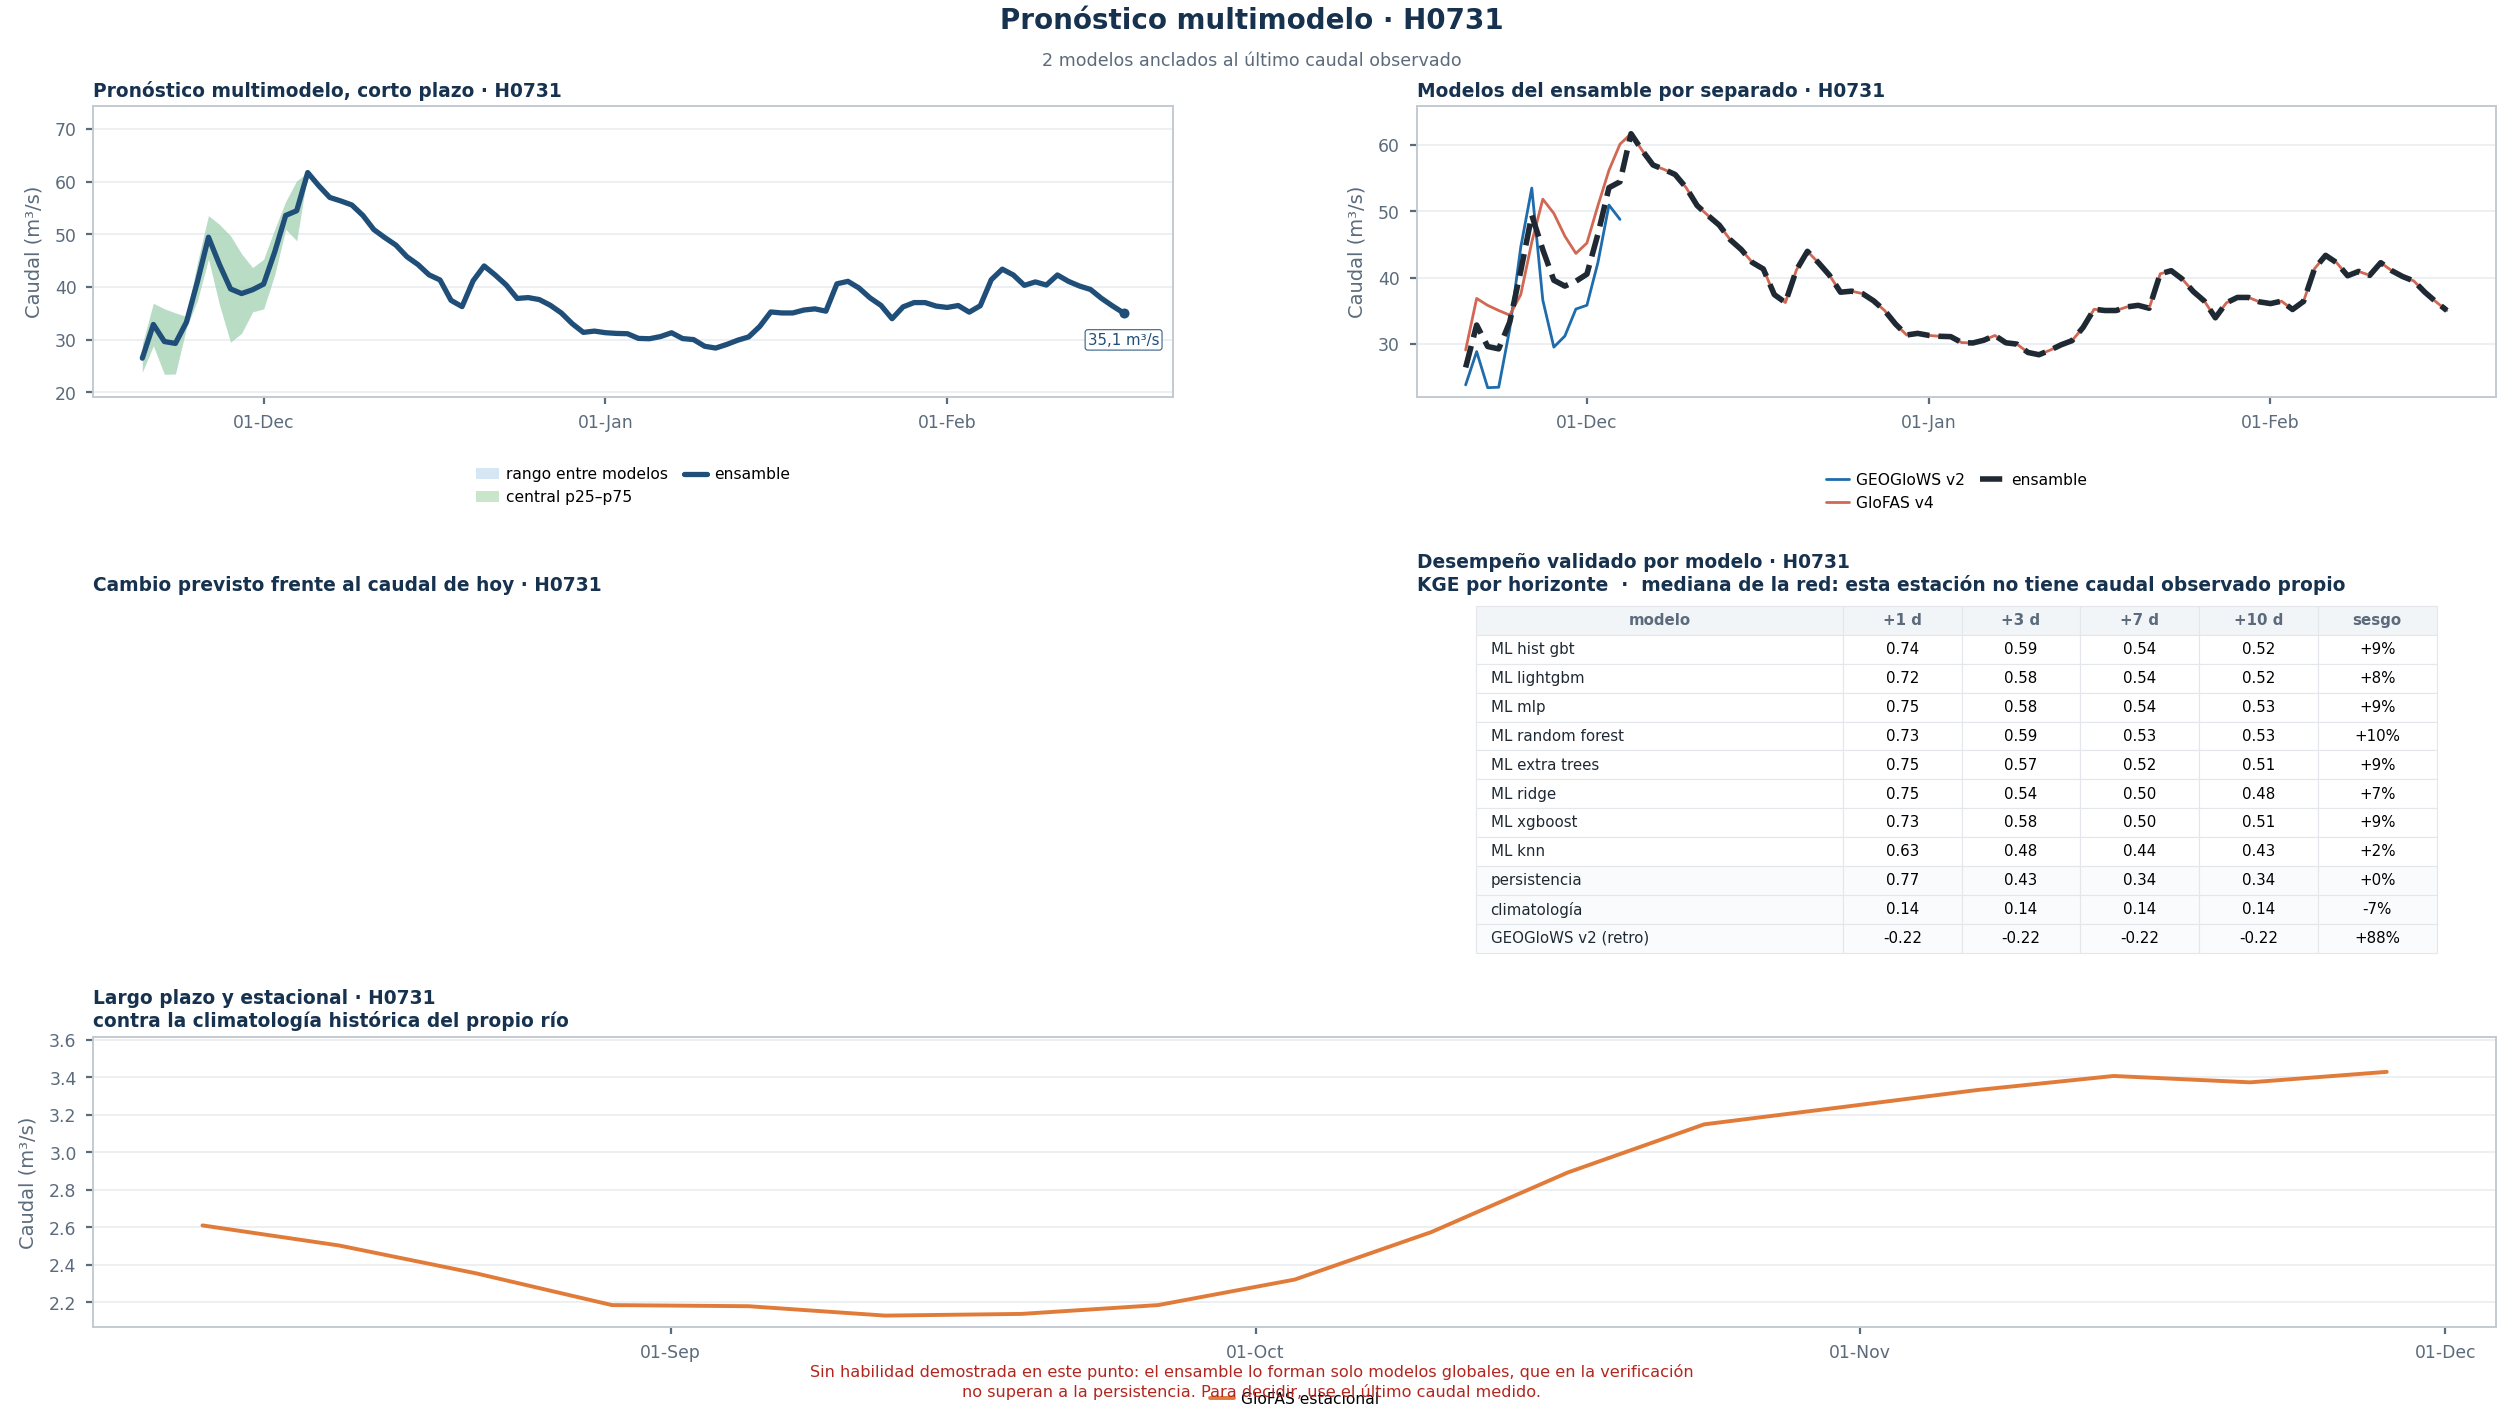 Pronóstico multimodelo · H0731
2 modelos anclados al último caudal observado
Pronóstico multimodelo, corto plazo · H0731
Caudal (m³/s)
70
60
50
40
30
20
35,1 m³/s
01-Dec 01-Jan 01-Feb
rango entre modelos ensamble
central p25–p75
Modelos del ensamble por separado · H0731
Caudal (m³/s)
60
50
40
30
01-Dec 01-Jan 01-Feb
GEOGloWS v2 ensamble
GloFAS v4
Cambio previsto frente al caudal de hoy · H0731
Desempeño validado por modelo · H0731
KGE por horizonte · mediana de la red: esta estación no tiene caudal observado propio
modelo +1 d +3 d +7 d +10 d sesgo
ML hist gbt 0.74 0.59 0.54 0.52 +9%
ML lightgbm 0.72 0.58 0.54 0.52 +8%
ML mlp 0.75 0.58 0.54 0.53 +9%
ML random forest 0.73 0.59 0.53 0.53 +10%
ML extra trees 0.75 0.57 0.52 0.51 +9%
ML ridge 0.75 0.54 0.50 0.48 +7%
ML xgboost 0.73 0.58 0.50 0.51 +9%
ML knn 0.63 0.48 0.44 0.43 +2%
persistencia 0.77 0.43 0.34 0.34 +0%
climatología 0.14 0.14 0.14 0.14 -7%
GEOGloWS v2 (retro) -0.22 -0.22 -0.22 -0.22 +88%
Largo plazo y estacional · H0731
contra la climatología histórica del propio río
Caudal (m³/s)
3.6
3.4
3.2
3.0
2.8
2.6
2.4
2.2
01-Sep 01-Oct 01-Nov 01-Dec
Sin habilidad demostrada en este punto: el ensamble lo forman solo modelos globales, que en la verificación
no superan a la persistencia. Para decidir, use el último caudal medido.
GloFAS estacional